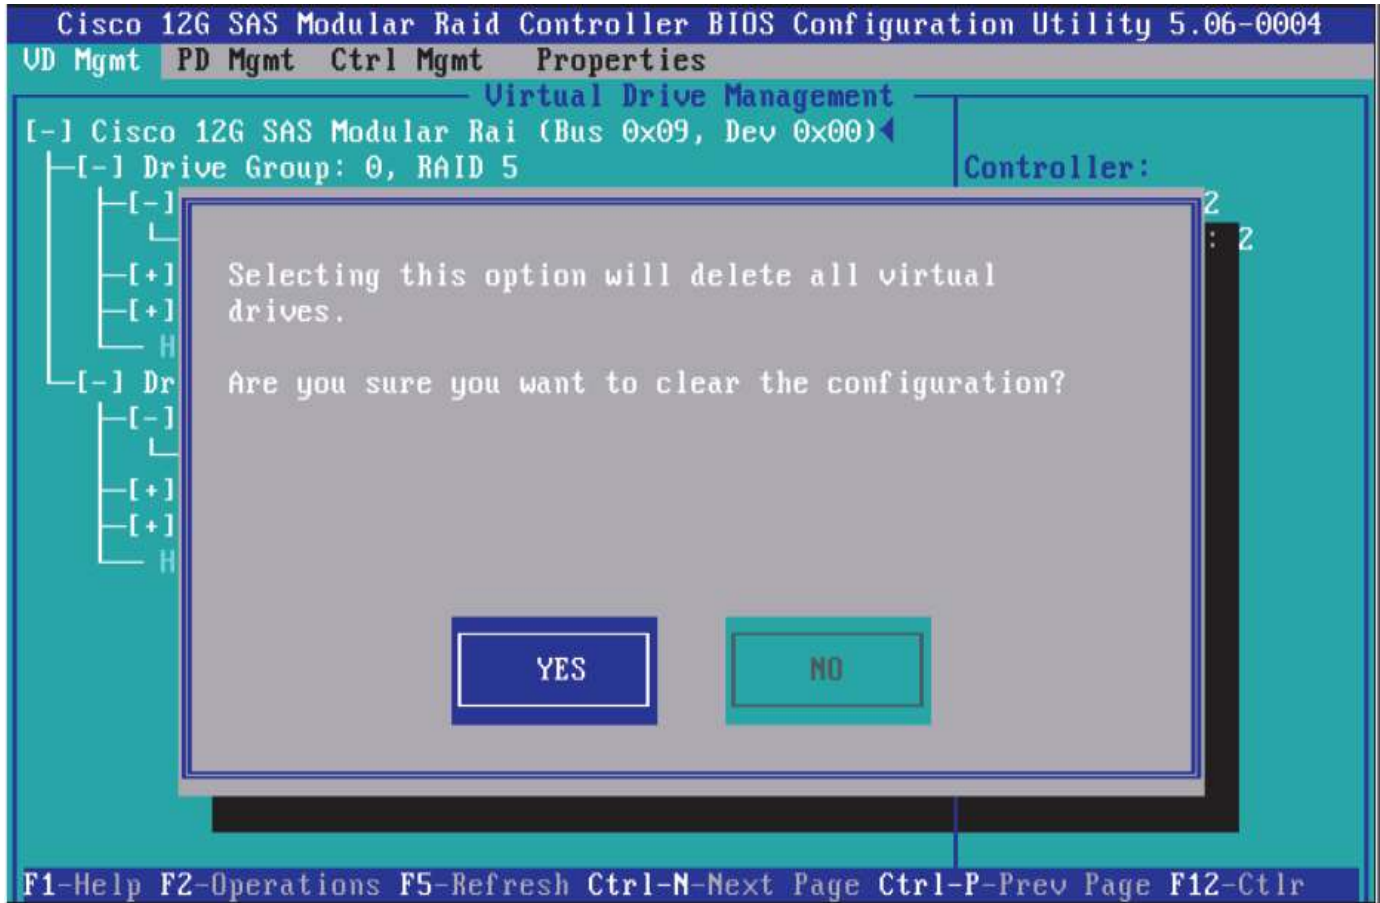 Cisco 12G SAS Modular Raid Controller BIOS Configuration Utility 5.06-0004
VD Mgmt PD Mgmt Ctrl Mgmt Properties
Virtual Drive Management
[-] Cisco 12G SAS Modular Rai (Bus 0x09, Dev 0x00)
[-] Drive Group: 0, RAID 5
Controller:
[-]
2
: 2
[+]
[+]
H
[-] Dr
[-]
[+]
[+]
H
Selecting this option will delete all virtual
drives.
Are you sure you want to clear the configuration?
YES
NO
F1-Help F2-Operations F5-Refresh Ctrl-N-Next Page Ctrl-P-Prev Page F12-Ctlr